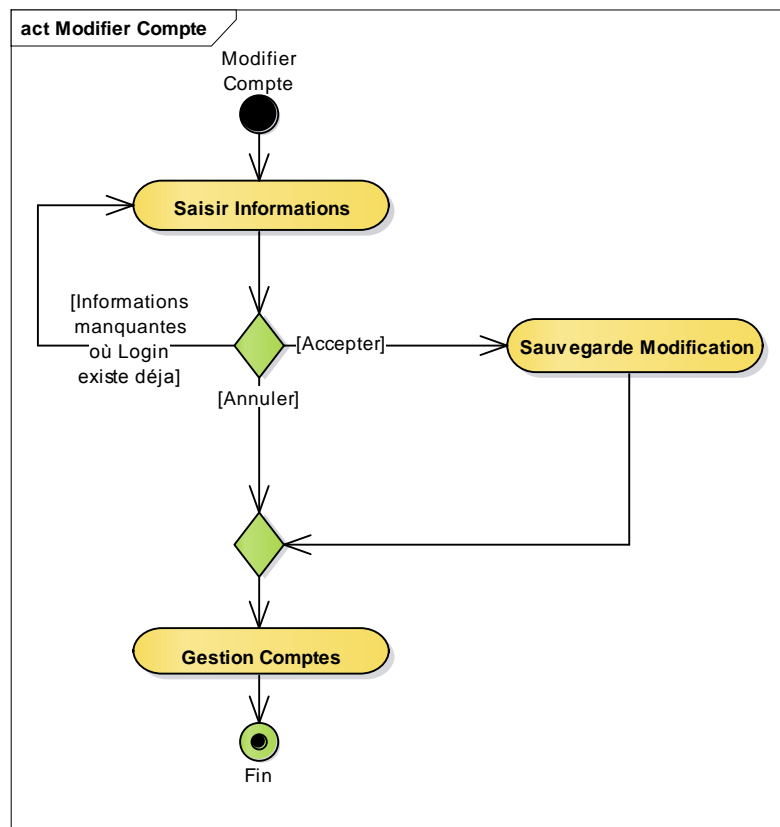 act Modifier Compte
Modifier
Compte
Saisir Informations
[Informations
manquantes
où Login
existe déja]
[Accepter]
Sauvegarde Modification
[Annuler]
Gestion Comptes
Fin